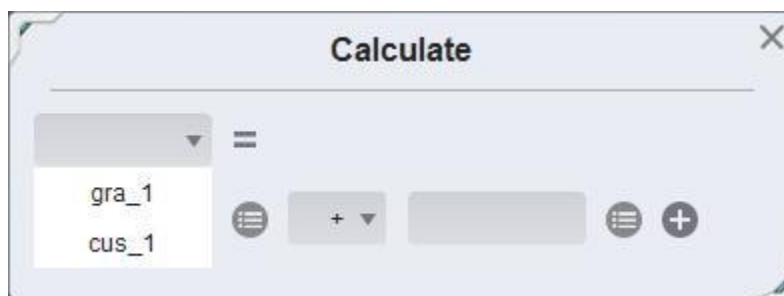 Calculate
=
gra_1
+
cus_1